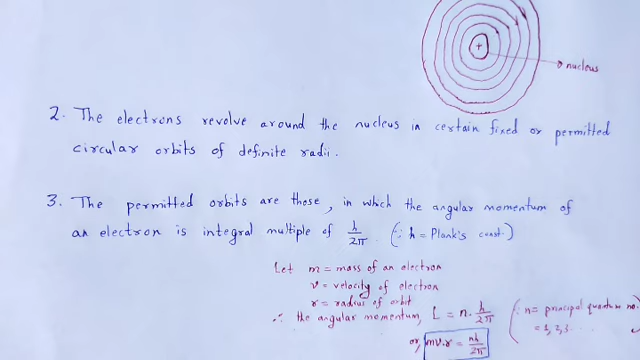 +
nucleus
2. The electrons revolve around the nucleus in certain fixed or permitted
circular orbits of definite radii.
3. The permitted orbits are those, in which the angular momentum of
an electron is integral multiple of h/2π. (∵ h = Plank's const.)
Let m = mass of an electron
v = velocity of electron
r = radius of orbit
∴ the angular momentum, L = n. h/2π (∵ n = principal quantum no.
= 1, 2, 3 ....
or, mv.r = nh/2π